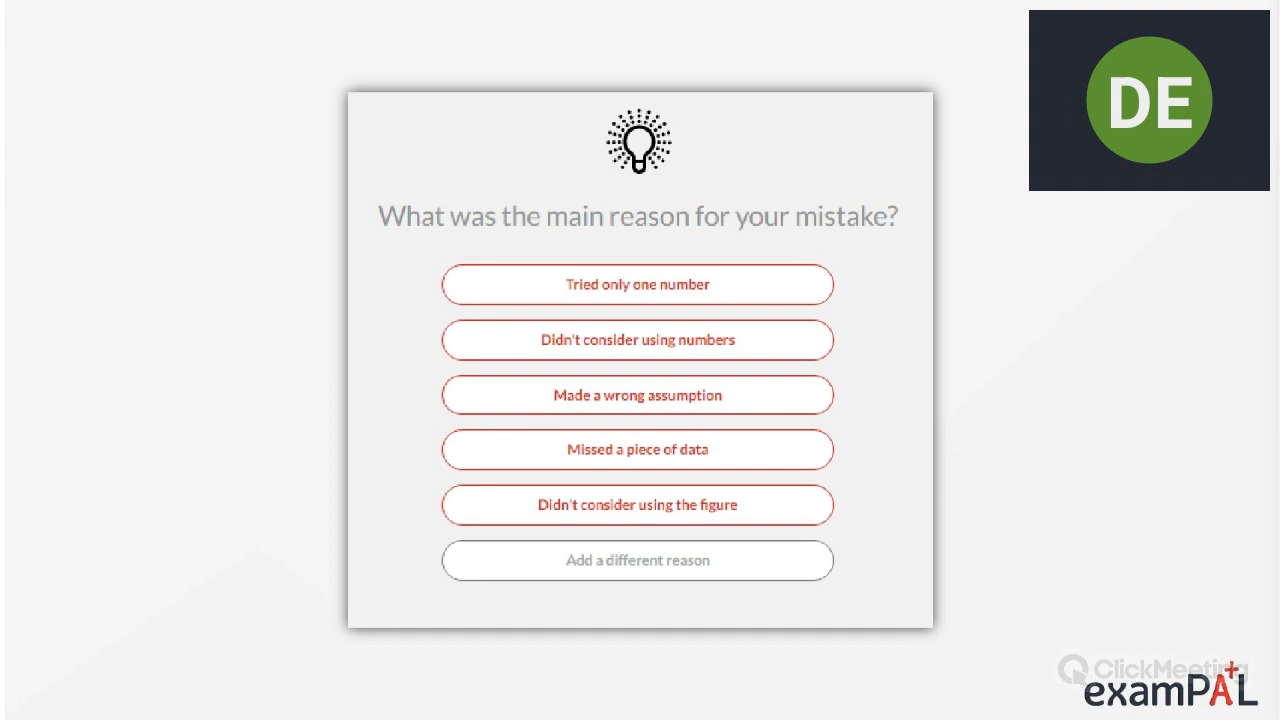 DE
What was the main reason for your mistake?
Tried only one number
Didn't consider using numbers
Made a wrong assumption
Missed a piece of data
Didn't consider using the figure
Add a different reason
ClickMeeting
examPAL